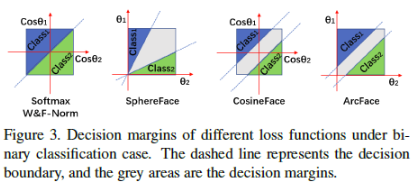 Cosθ₁ θ₁ Cosθ₁ θ₁
Class₁ Class₁ Class₁ Class₁
Class₂ Cosθ₂ Class₂ θ₂ Class₂ Cosθ₂ Class₂ θ₂
Softmax SphereFace CosineFace ArcFace
W&F-Norm
Figure 3. Decision margins of different loss functions under bi-
nary classification case. The dashed line represents the decision
boundary, and the grey areas are the decision margins.